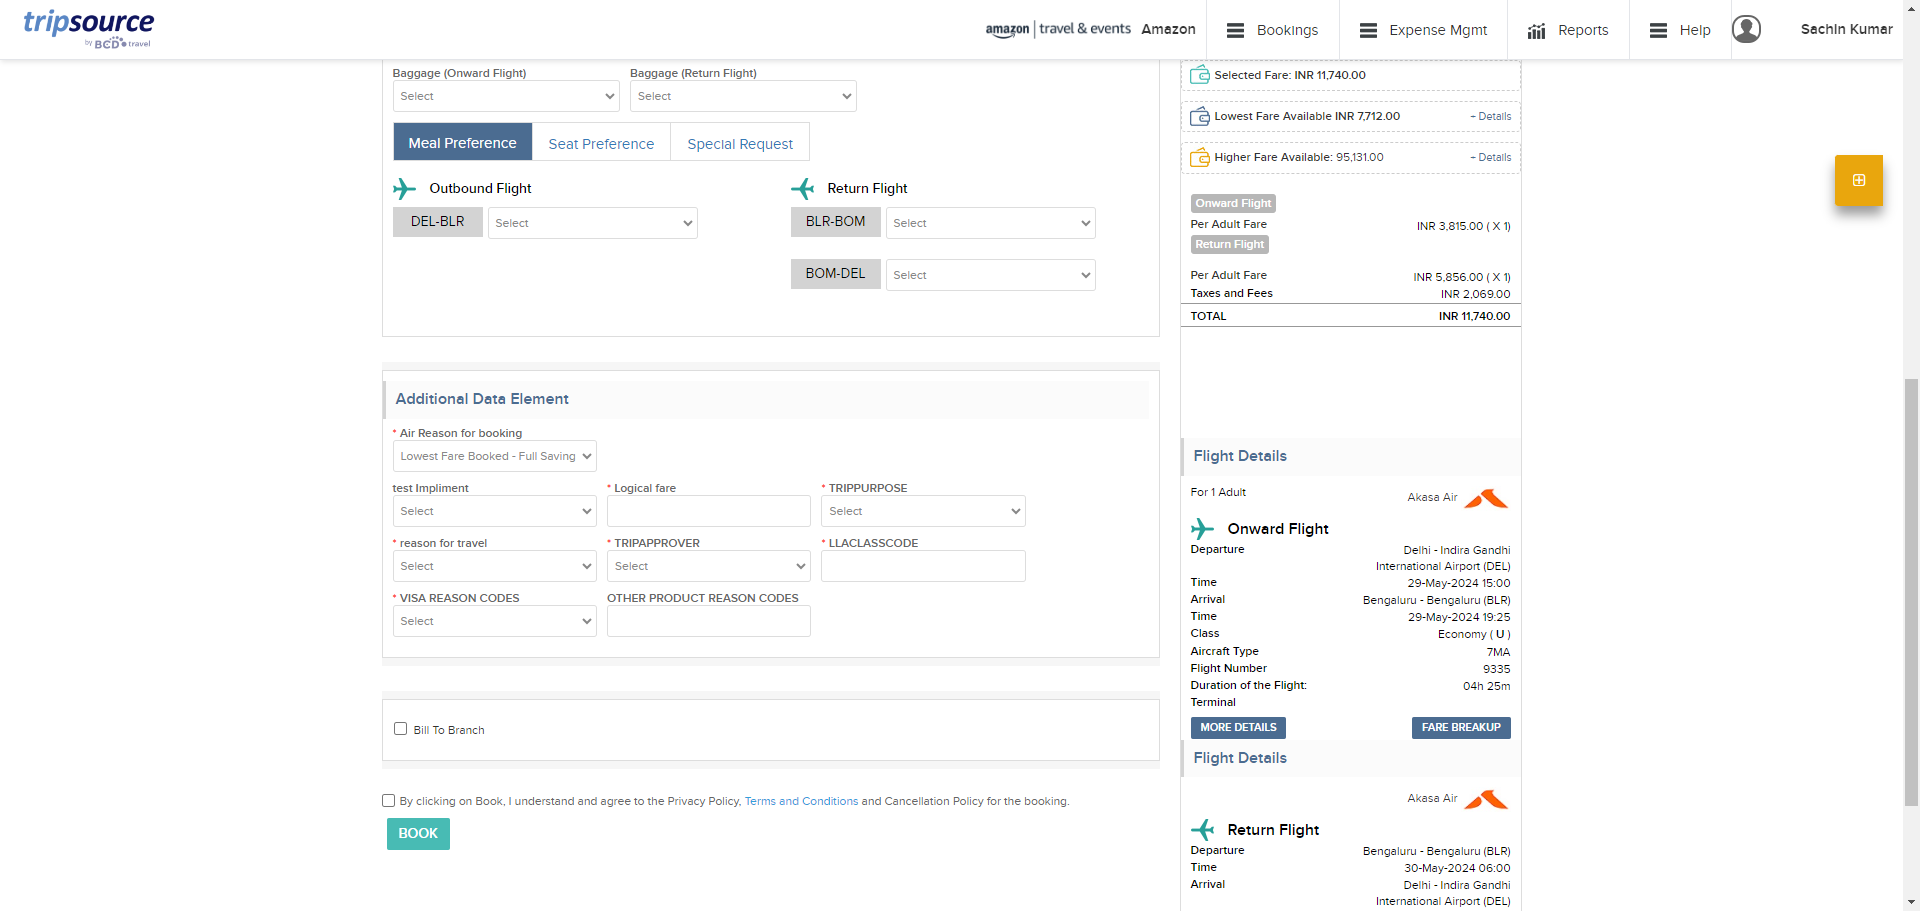 tripsource
by BCD travel
amazon travel & events Amazon
Bookings
Expense Mgmt
Reports
Help
Sachin Kumar
Baggage (Onward Flight)
Baggage (Return Flight)
Select
Select
Meal Preference
Seat Preference
Special Request
Outbound Flight
Return Flight
DEL-BLR
Select
BLR-BOM
Select
BOM-DEL
Select
Additional Data Element
* Air Reason for booking
Lowest Fare Booked - Full Saving
test Impliment
* Logical fare
* TRIPPURPOSE
Select
Select
* reason for travel
* TRIPAPPROVER
* LLACLASSCODE
Select
Select
* VISA REASON CODES
OTHER PRODUCT REASON CODES
Select
Bill To Branch
By clicking on Book, I understand and agree to the Privacy Policy, Terms and Conditions and Cancellation Policy for the booking.
BOOK
Selected Fare: INR 11,740.00
Lowest Fare Available INR 7,712.00 + Details
Higher Fare Available: 95,131.00 + Details
Onward Flight
Per Adult Fare INR 3,815.00 ( X 1)
Return Flight
Per Adult Fare INR 5,856.00 ( X 1)
Taxes and Fees INR 2,069.00
TOTAL INR 11,740.00
Flight Details
For 1 Adult Akasa Air
Onward Flight
Departure Delhi - Indira Gandhi
International Airport (DEL)
Time 29-May-2024 15:00
Arrival Bengaluru - Bengaluru (BLR)
Time 29-May-2024 19:25
Class Economy ( U )
Aircraft Type 7MA
Flight Number 9335
Duration of the Flight: 04h 25m
Terminal
MORE DETAILS FARE BREAKUP
Flight Details
Akasa Air
Return Flight
Departure Bengaluru - Bengaluru (BLR)
Time 30-May-2024 06:00
Arrival Delhi - Indira Gandhi
International Airport (DEL)